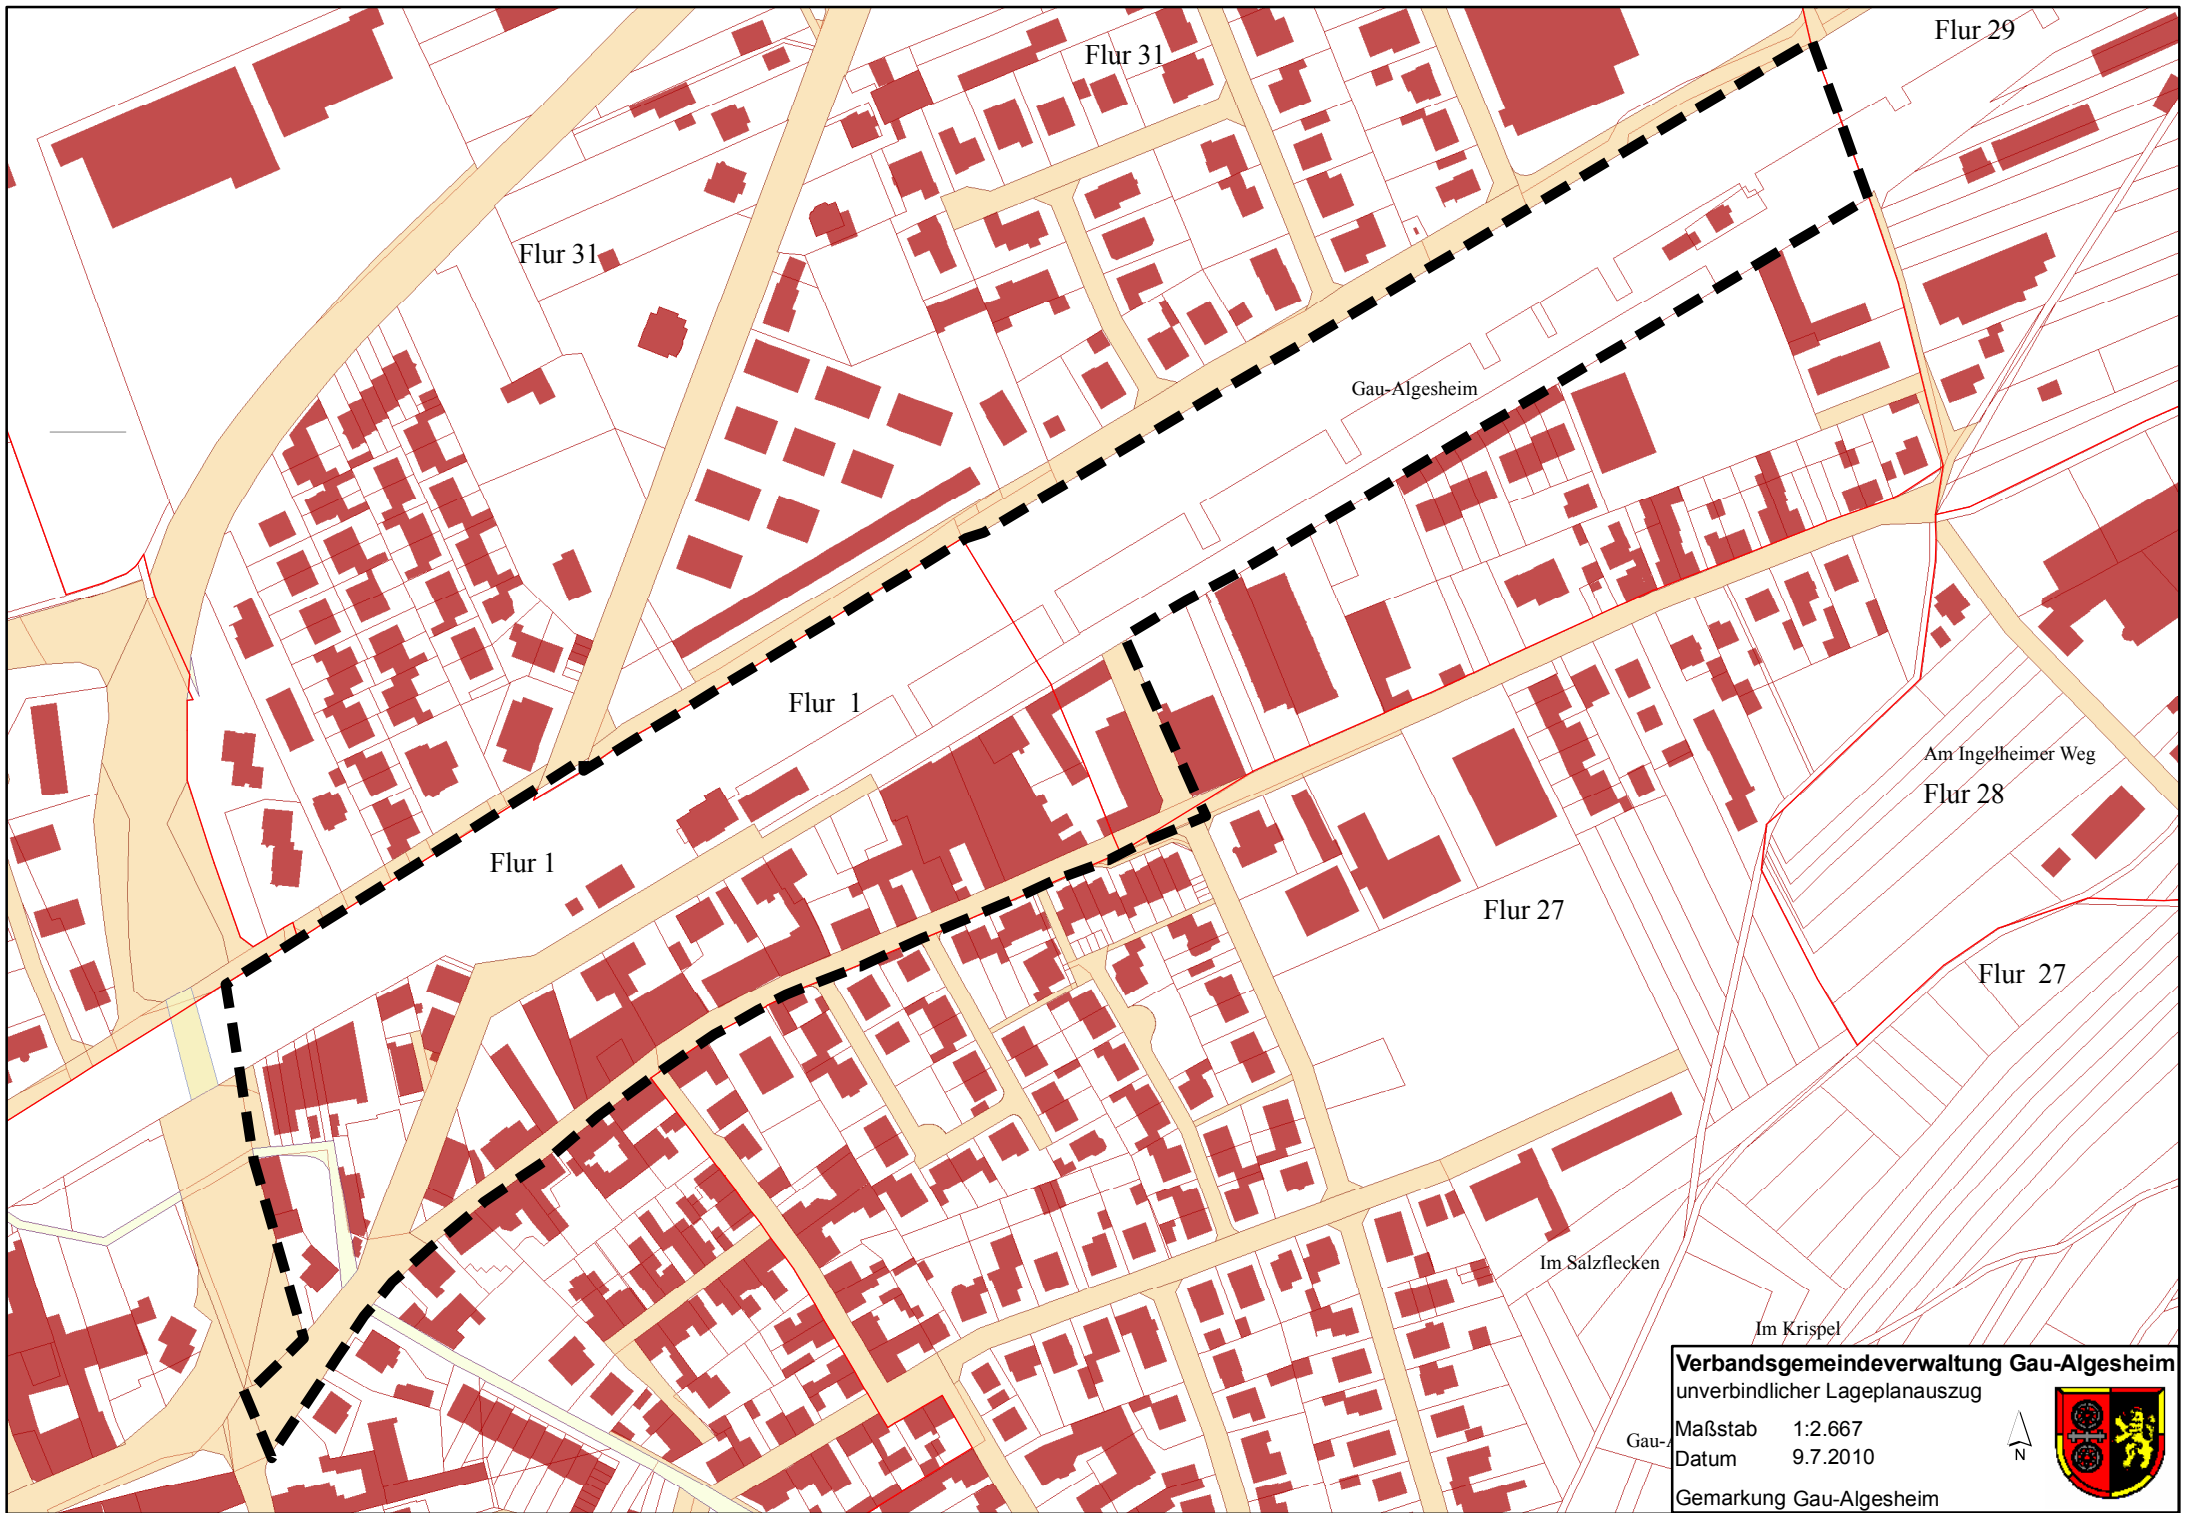 Flur 29
Flur 31
Flur 31
Gau-Algesheim
Flur 1
Flur 1
Am Ingelheimer Weg
Flur 28
Flur 27
Flur 27
Im Salzflecken
Im Krispel
Gau-
Verbandsgemeindeverwaltung Gau-Algesheim
unverbindlicher Lageplanauszug
Maßstab 1:2.667
Datum 9.7.2010
N
Gemarkung Gau-Algesheim